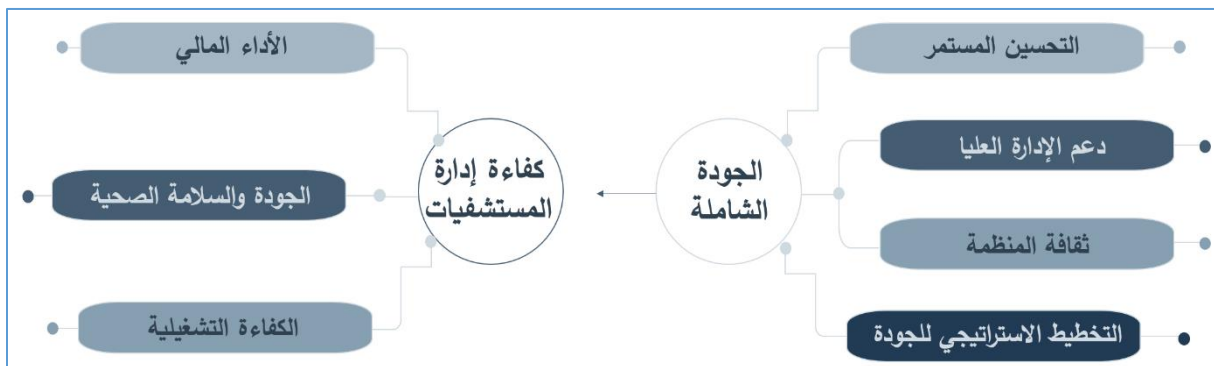 التحسين المستمر
دعم الإدارة العليا
ثقافة المنظمة
التخطيط الاستراتيجي للجودة
الجودة
الشاملة
كفاءة إدارة
المستشفيات
الأداء المالي
الجودة والسلامة الصحية
الكفاءة التشغيلية